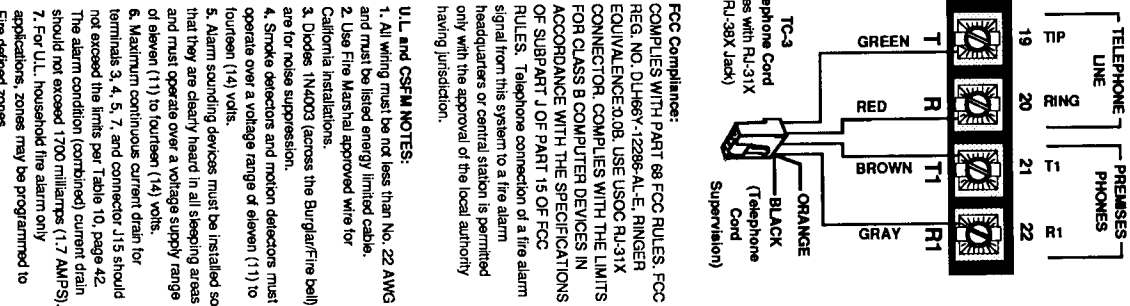 TELEPHONE
LINE
PREMISES
PHONES
19 TIP
20 RING
21 T1
22 R1
T
R
T1
R1
GREEN
RED
BROWN
GRAY
TC-3
ephone Cord
es with RJ-31X
RJ-38X Jack)
ORANGE
BLACK
(Telephone
Cord
Supervision)
FCC Compliance:
COMPLIES WITH PART 68 FCC RULES. FCC
REG. NO. DLH66Y-12286-AL-E, RINGER
EQUIVALENCE:0.0B. USE USOC RJ-31X
CONNECTOR. COMPLIES WITH THE LIMITS
FOR CLASS B COMPUTER DEVICES IN
ACCORDANCE WITH THE SPECIFICATIONS
OF SUBPART J OF PART 15 OF FCC
RULES. Telephone connection of a fire alarm
signal from this system to a fire alarm
headquarters or central station is permitted
only with the approval of the local authority
having jurisdiction.
U.L. and CSFM NOTES:
1. All wiring must be not less than No. 22 AWG
and must be listed energy limited cable.
2. Use Fire Marshal approved wire for
California installations.
3. Diodes 1N4003 (across the Burglar/Fire bell)
are for noise suppression.
4. Smoke detectors and motion detectors must
operate over a voltage range of eleven (11) to
fourteen (14) volts.
5. Alarm sounding devices must be installed so
that they are clearly heard in all sleeping areas
and must operate over a voltage supply range
of eleven (11) to fourteen (14) volts.
6. Maximum continuous current drain for
terminals 3, 4, 5, 7, and connector J15 should
not exceed the limits per Table 10, page 42.
The alarm condition (combined) current drain
should not exceed 1700 milliamps (1.7 AMPS).
7. For U.L. household fire alarm only
applications, zones may be programmed to
Fire defined zones.